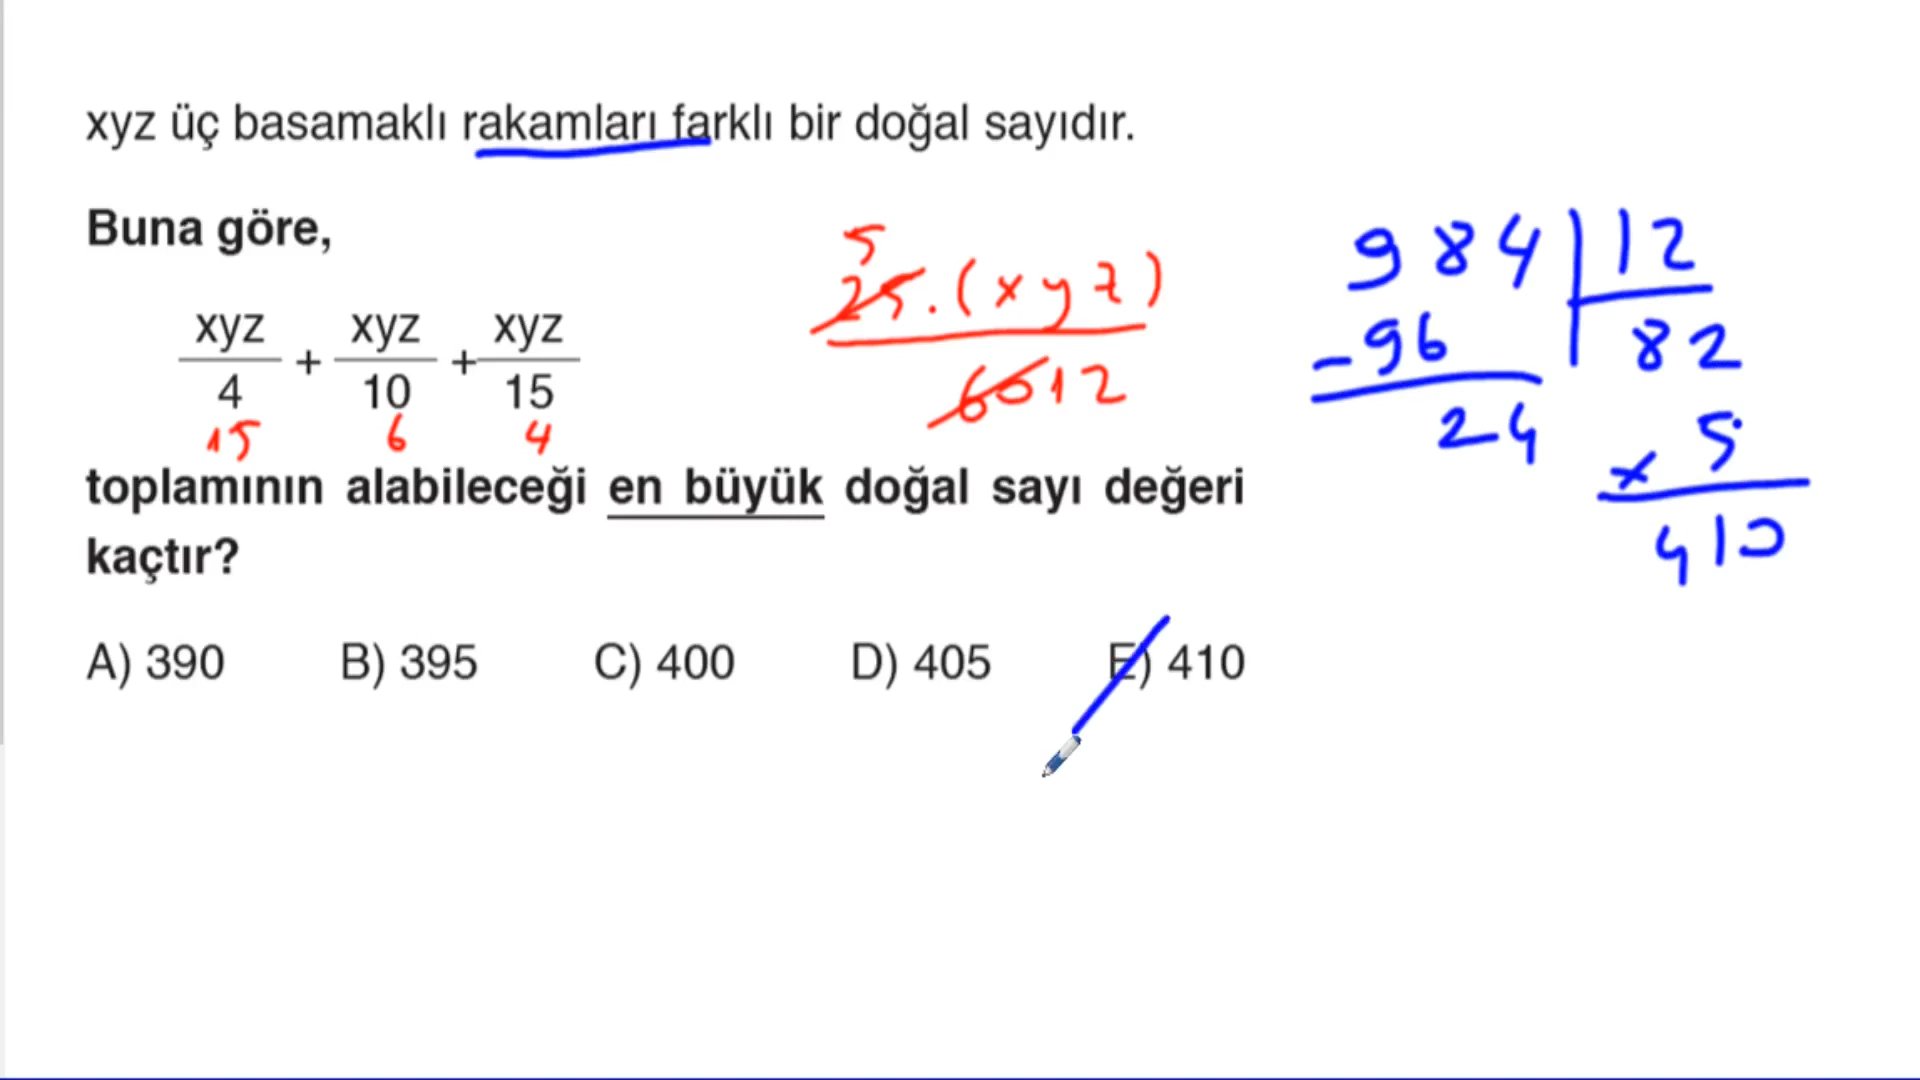 xyz üç basamaklı rakamları farklı bir doğal sayıdır.
Buna göre,
xyz/4 + xyz/10 + xyz/15
15 6 4
toplamının alabileceği en büyük doğal sayı değeri
kaçtır?
A) 390 B) 395 C) 400 D) 405 E) 410
5
25.(xyz)
60 12
984 | 12
-96 82
24
x 5
410